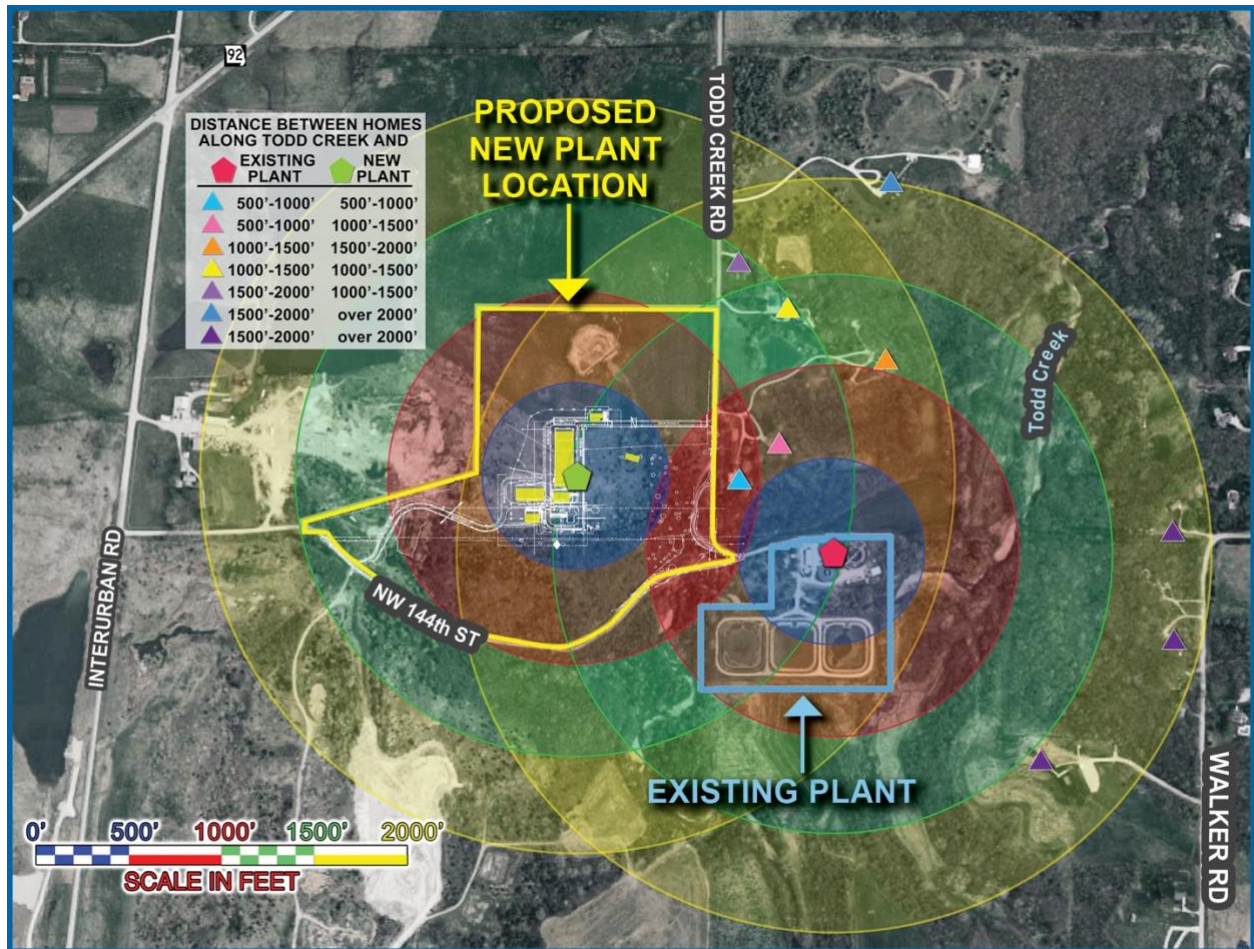 92
DISTANCE BETWEEN HOMES
ALONG TODD CREEK AND
EXISTING PLANT
NEW PLANT
500'-1000' 500'-1000'
500'-1000' 1000'-1500'
1000'-1500' 1500'-2000'
1000'-1500' 1000'-1500'
1500'-2000' 1000'-1500'
1500'-2000' over 2000'
1500'-2000' over 2000'
PROPOSED
NEW PLANT
LOCATION
TODD CREEK RD
Todd Creek
INTERURBAN RD
NW 144th ST
EXISTING PLANT
WALKER RD
0' 500' 1000' 1500' 2000'
SCALE IN FEET